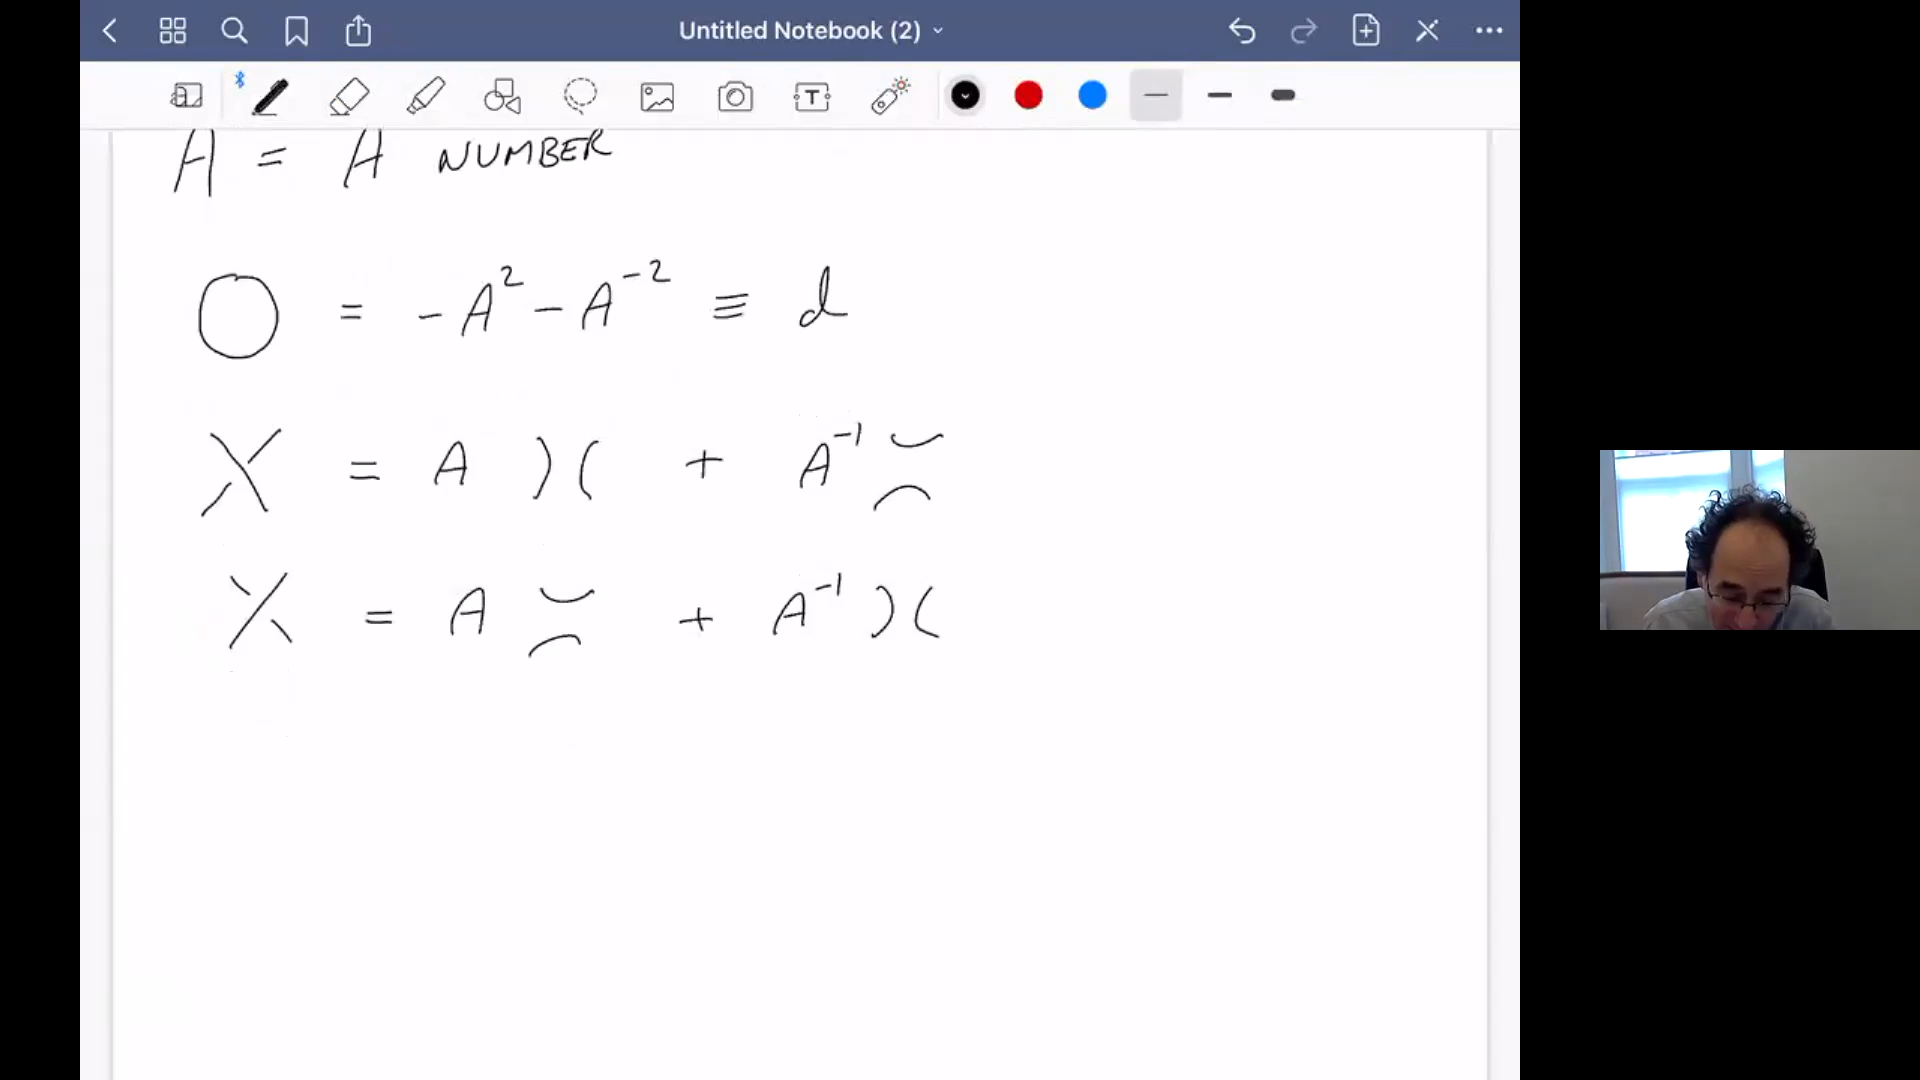 Untitled Notebook (2)
T
A = A NUMBER
O = -A² - A⁻² ≡ d
X = A )( + A⁻¹ ⌣⌢
X = A ⌣⌢ + A⁻¹ )(